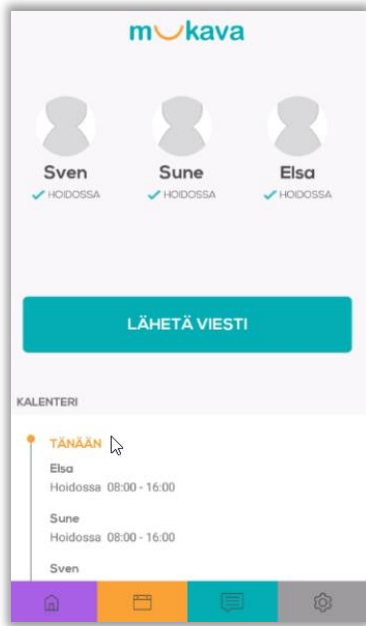 mukava
Sven Sune Elsa
HOIDOSSA HOIDOSSA HOIDOSSA
LÄHETÄ VIESTI
KALENTERI
TÄNÄÄN
Elsa
Hoidossa 08:00 - 16:00
Sune
Hoidossa 08:00 - 16:00
Sven